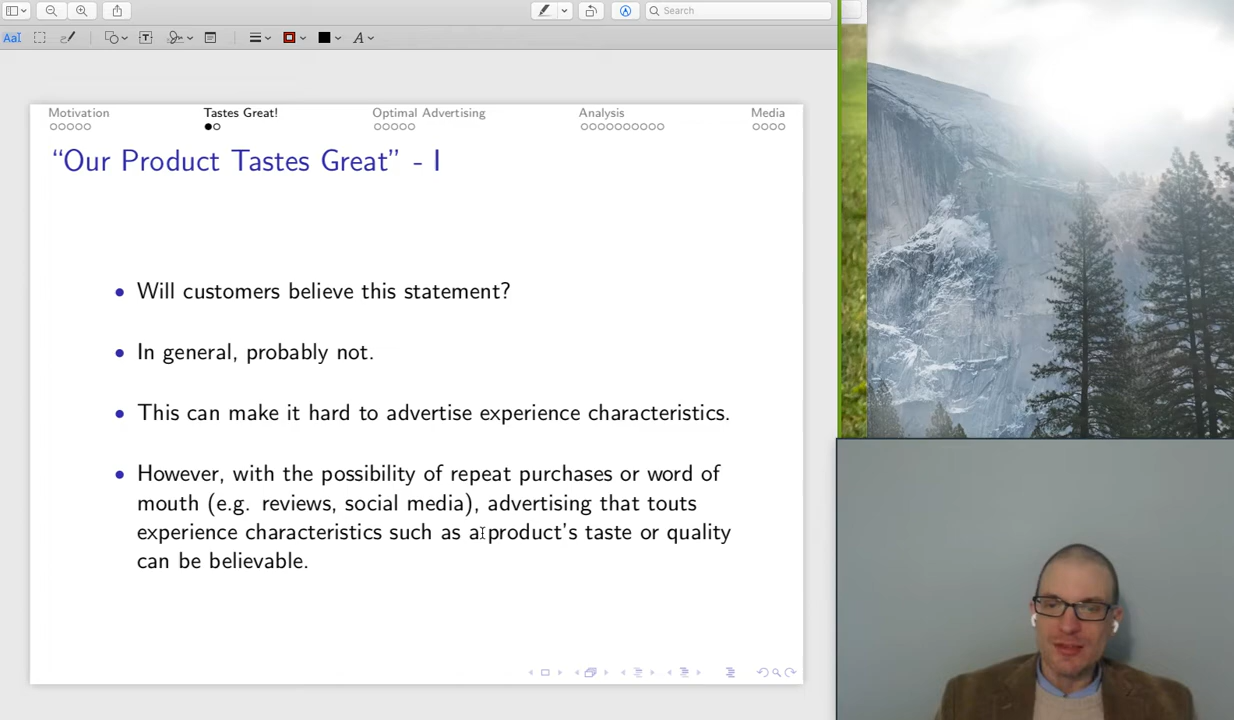 Search
AaI
T
A
Motivation
Tastes Great!
Optimal Advertising
Analysis
Media
“Our Product Tastes Great” - I
• Will customers believe this statement?
• In general, probably not.
• This can make it hard to advertise experience characteristics.
• However, with the possibility of repeat purchases or word of
mouth (e.g. reviews, social media), advertising that touts
experience characteristics such as a product’s taste or quality
can be believable.